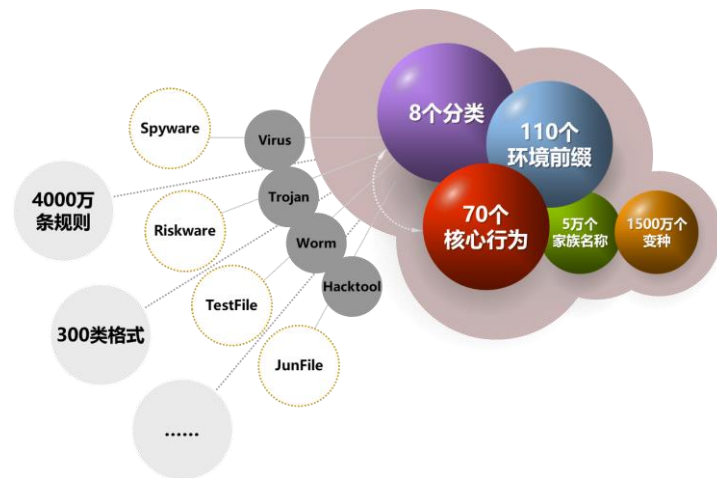 8个分类
110个
环境前缀
Spyware
Virus
4000万
条规则
Trojan
Riskware
70个
核心行为
5万个
家族名称
1500万个
变种
Worm
Hacktool
TestFile
300类格式
JunFile
......